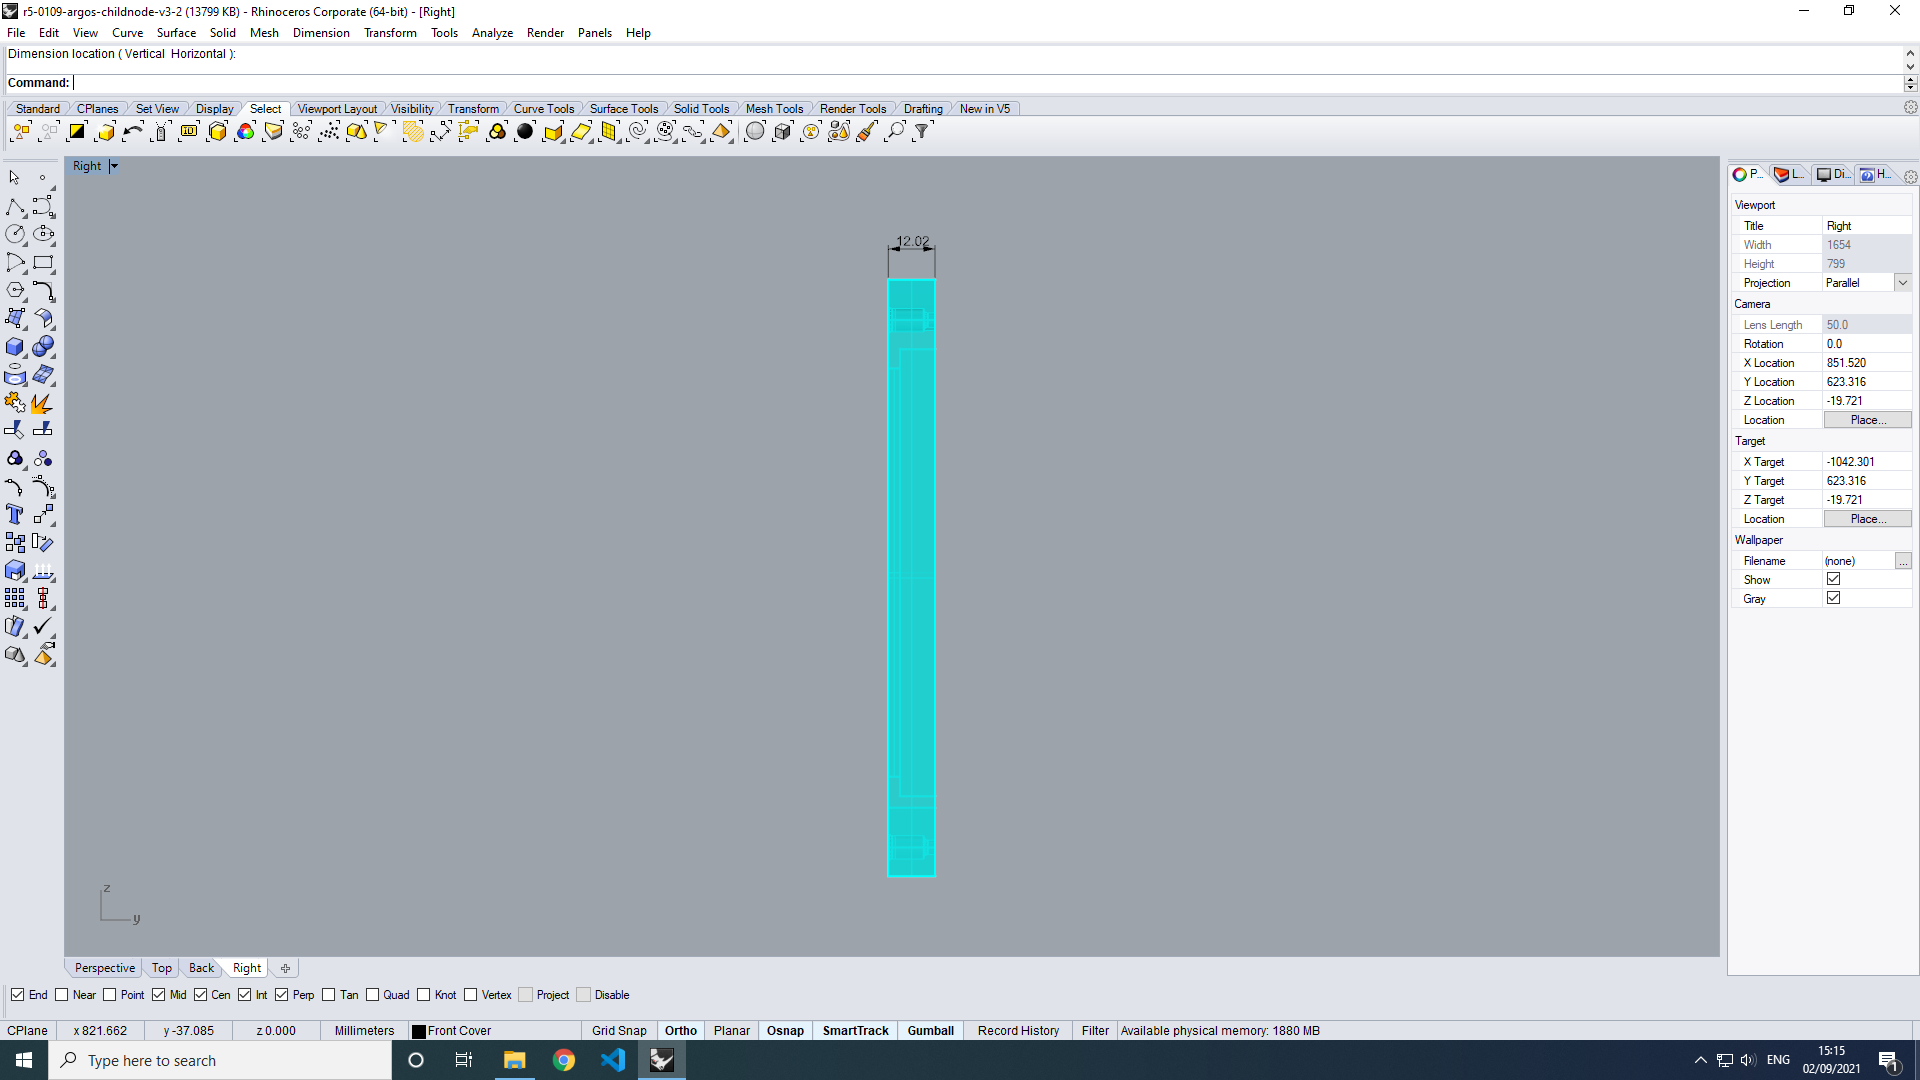 r5-0109-argos-childnode-v3-2 (13799 KB) - Rhinoceros Corporate (64-bit) - [Right]
File Edit View Curve Surface Solid Mesh Dimension Transform Tools Analyze Render Panels Help
Dimension location ( Vertical Horizontal ):
Command:
Standard CPlanes Set View Display Select Viewport Layout Visibility Transform Curve Tools Surface Tools Solid Tools Mesh Tools Render Tools Drafting New in V5
ID
Right
P... L... Di... H...
Viewport
Title Right
Width 1654
Height 799
Projection Parallel
Camera
Lens Length 50.0
Rotation 0.0
X Location 851.520
Y Location 623.316
Z Location -19.721
Location Place...
Target
X Target -1042.301
Y Target 623.316
Z Target -19.721
Location Place...
Wallpaper
Filename (none) ...
Show
Gray
12.02
z
y
Perspective Top Back Right
End Near Point Mid Cen Int Perp Tan Quad Knot Vertex Project Disable
CPlane x 821.662 y -37.085 z 0.000 Millimeters Front Cover Grid Snap Ortho Planar Osnap SmartTrack Gumball Record History Filter Available physical memory: 1880 MB
Type here to search
ENG
15:15
02/09/2021
1